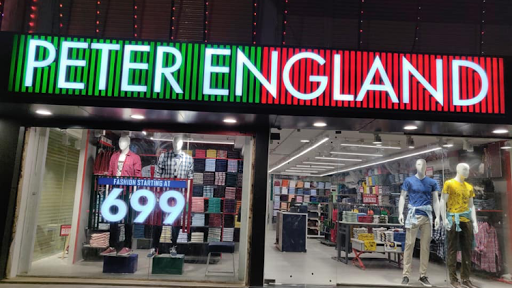 PETER ENGLAND
FASHION STARTING AT
699